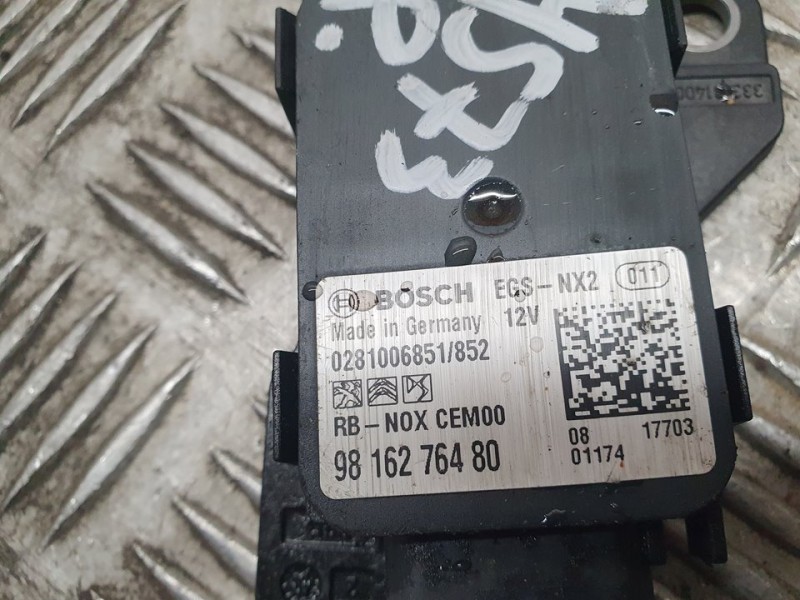 BOSCH EGS-NX2 011
Made in Germany 12V
0281006851/852
RB-NOX CEM00
98 162 764 80
08 17703
01174